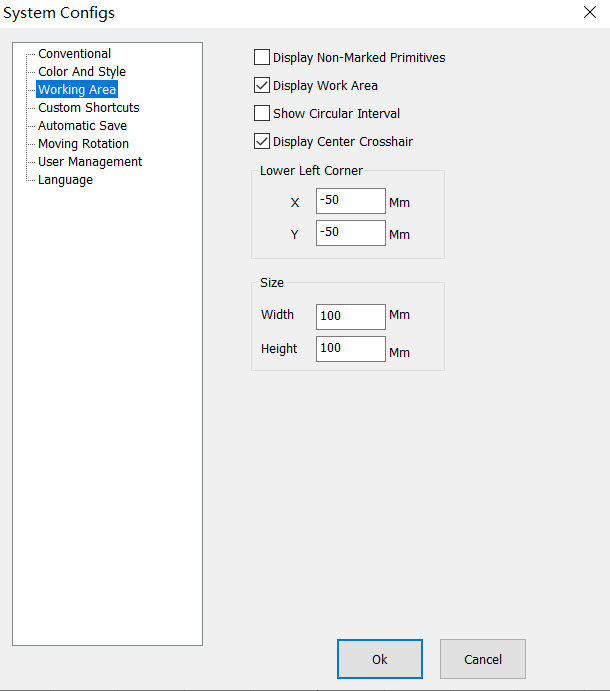 System Configs
Conventional
Color And Style
Working Area
Custom Shortcuts
Automatic Save
Moving Rotation
User Management
Language
Display Non-Marked Primitives
Display Work Area
Show Circular Interval
Display Center Crosshair
Lower Left Corner
X -50 Mm
Y -50 Mm
Size
Width 100 Mm
Height 100 Mm
Ok Cancel